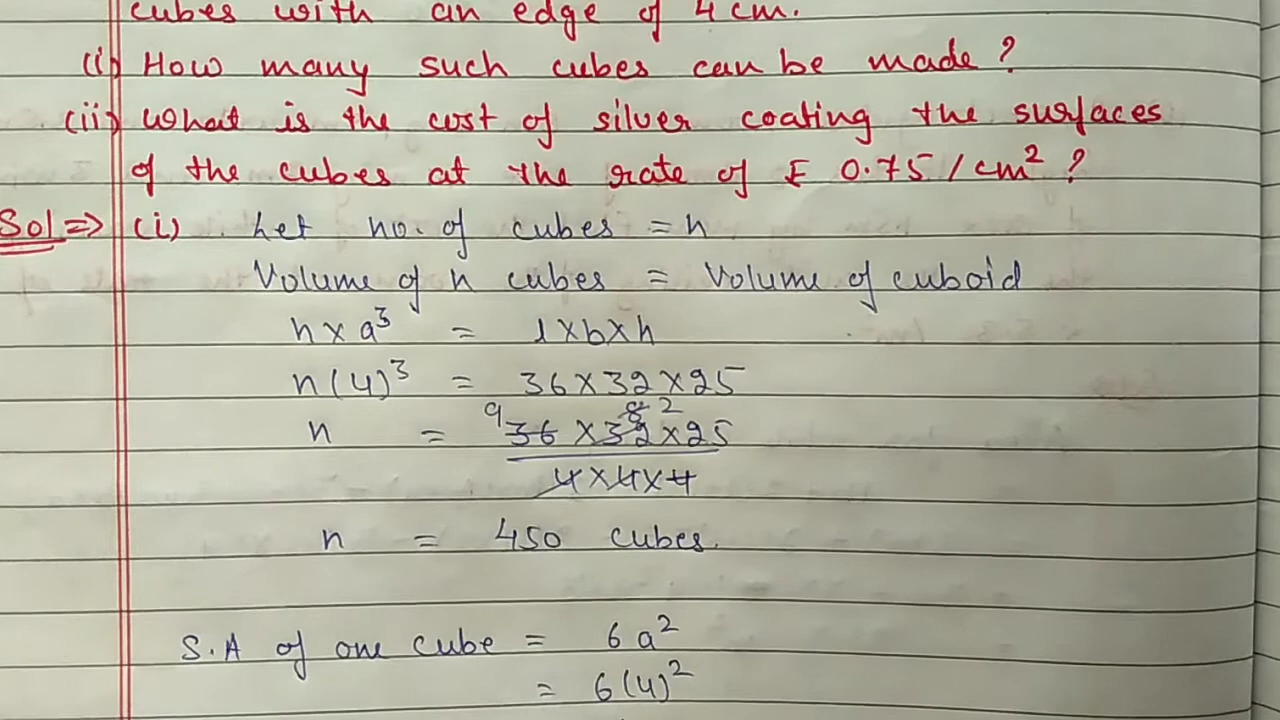 cubes with an edge of 4 cm.
(i) How many such cubes can be made?
(ii) What is the cost of silver coating the surfaces
of the cubes at the rate of ₹ 0.75/cm²?
Sol⇒ (i) Let no. of cubes = n
Volume of n cubes = Volume of cuboid
n × a³ = l×b×h
n(4)³ = 36×32×25
9 8 2
n = 36 ×32×25
4×4×4
n = 450 cubes.
S.A of one cube = 6a²
= 6(4)²